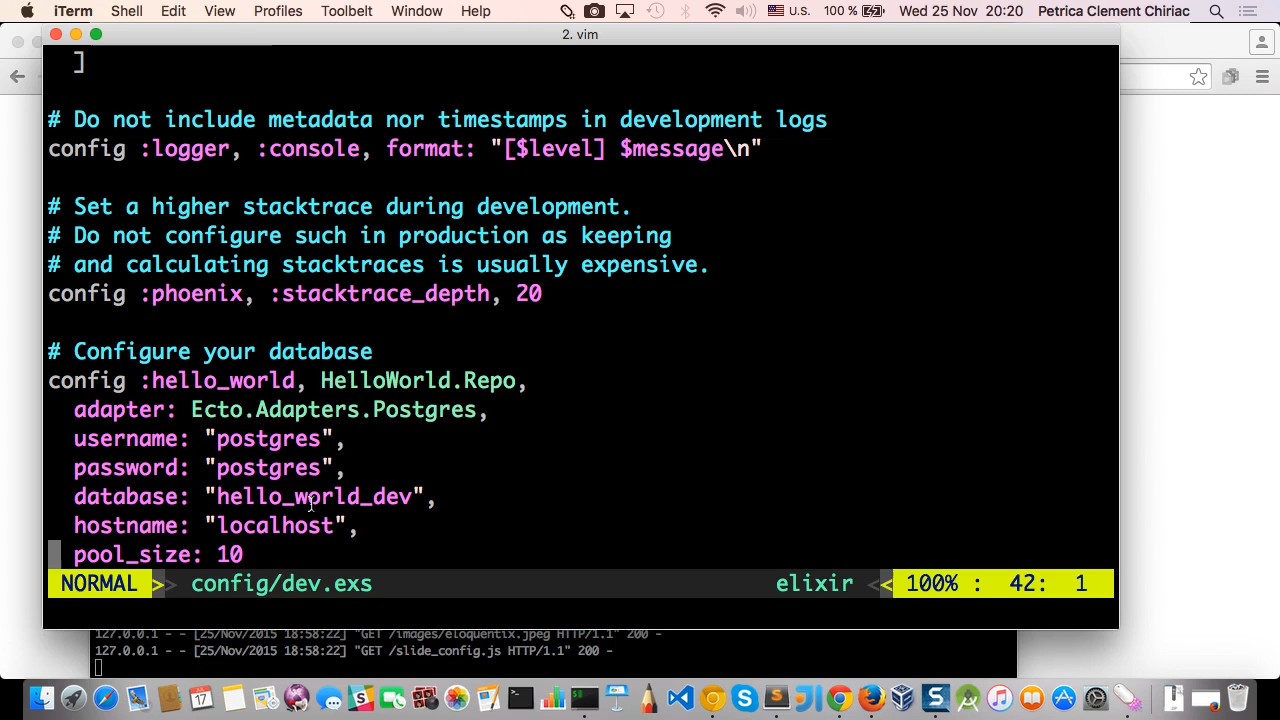 iTerm Shell Edit View Profiles Toolbelt Window Help U.S. 100 % Wed 25 Nov 20:20 Petrica Clement Chiriac
2. vim
]
# Do not include metadata nor timestamps in development logs
config :logger, :console, format: "[$level] $message\n"
# Set a higher stacktrace during development.
# Do not configure such in production as keeping
# and calculating stacktraces is usually expensive.
config :phoenix, :stacktrace_depth, 20
# Configure your database
config :hello_world, HelloWorld.Repo,
adapter: Ecto.Adapters.Postgres,
username: "postgres",
password: "postgres",
database: "hello_world_dev",
hostname: "localhost",
pool_size: 10
NORMAL >> config/dev.exs elixir << 100% : 42: 1
127.0.0.1 - - [25/Nov/2015 18:58:22] "GET /images/eloquentix.jpeg HTTP/1.1" 200 -
127.0.0.1 - - [25/Nov/2015 18:58:22] "GET /slide_config.js HTTP/1.1" 200 -
17